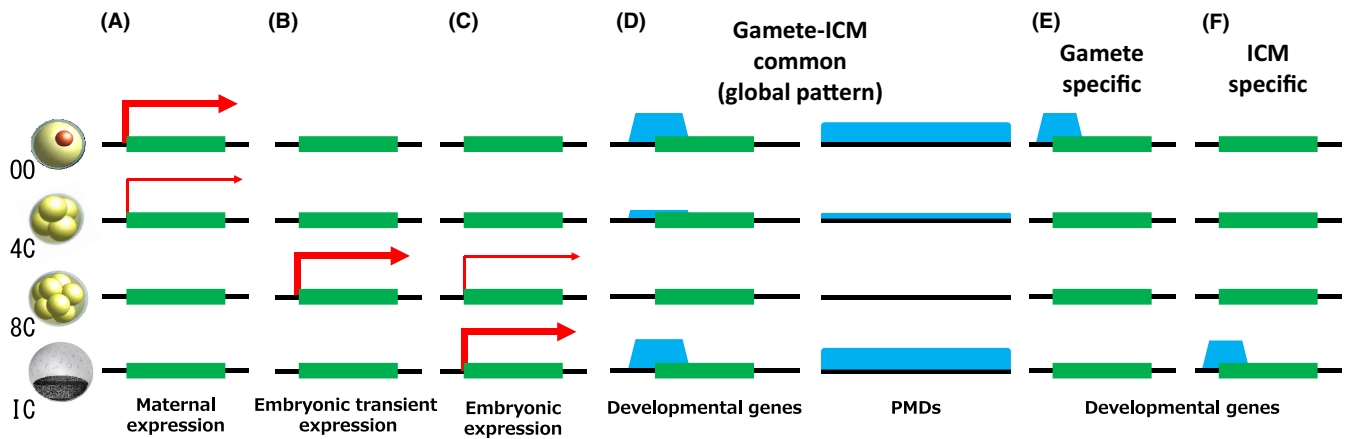 (A)
(B)
(C)
(D)
Gamete-ICM
common
(global pattern)
(E)
Gamete
specific
(F)
ICM
specific
OO
4C
8C
IC
Maternal
expression
Embryonic transient
expression
Embryonic
expression
Developmental genes
PMDs
Developmental genes